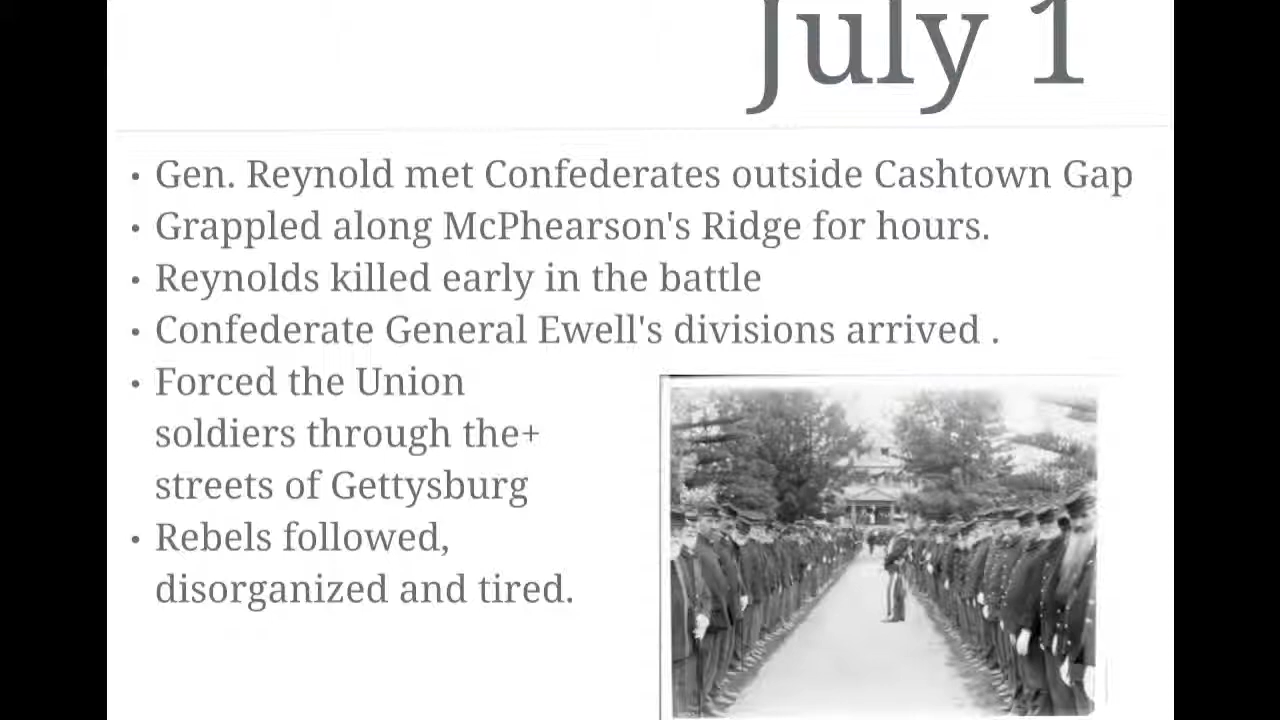 July 1
• Gen. Reynold met Confederates outside Cashtown Gap
• Grappled along McPhearson's Ridge for hours.
• Reynolds killed early in the battle
• Confederate General Ewell's divisions arrived .
• Forced the Union
soldiers through the+
streets of Gettysburg
• Rebels followed,
disorganized and tired.